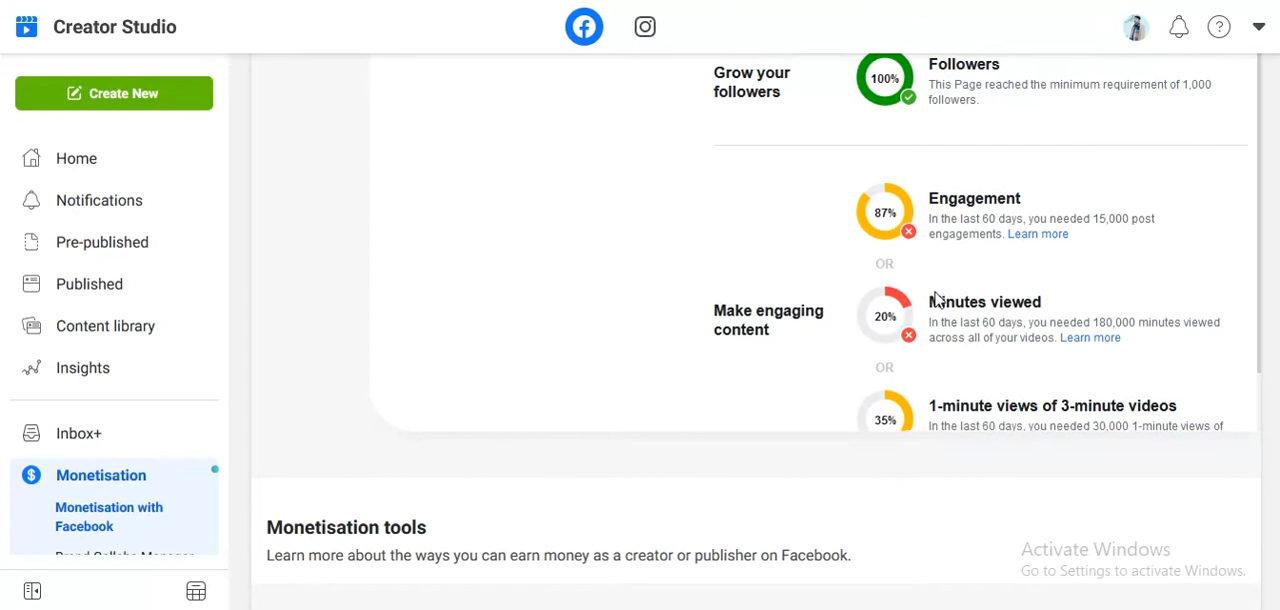 Creator Studio
Create New
Home
Notifications
Pre-published
Published
Content library
Insights
Inbox+
Monetisation
Monetisation with
Facebook
Brand Collabs Manager
Grow your
followers
100%
Followers
This Page reached the minimum requirement of 1,000
followers.
87%
Engagement
In the last 60 days, you needed 15,000 post
engagements. Learn more
OR
Make engaging
content
20%
Minutes viewed
In the last 60 days, you needed 180,000 minutes viewed
across all of your videos. Learn more
OR
35%
1-minute views of 3-minute videos
In the last 60 days, you needed 30,000 1-minute views of
Monetisation tools
Learn more about the ways you can earn money as a creator or publisher on Facebook.
Activate Windows
Go to Settings to activate Windows.